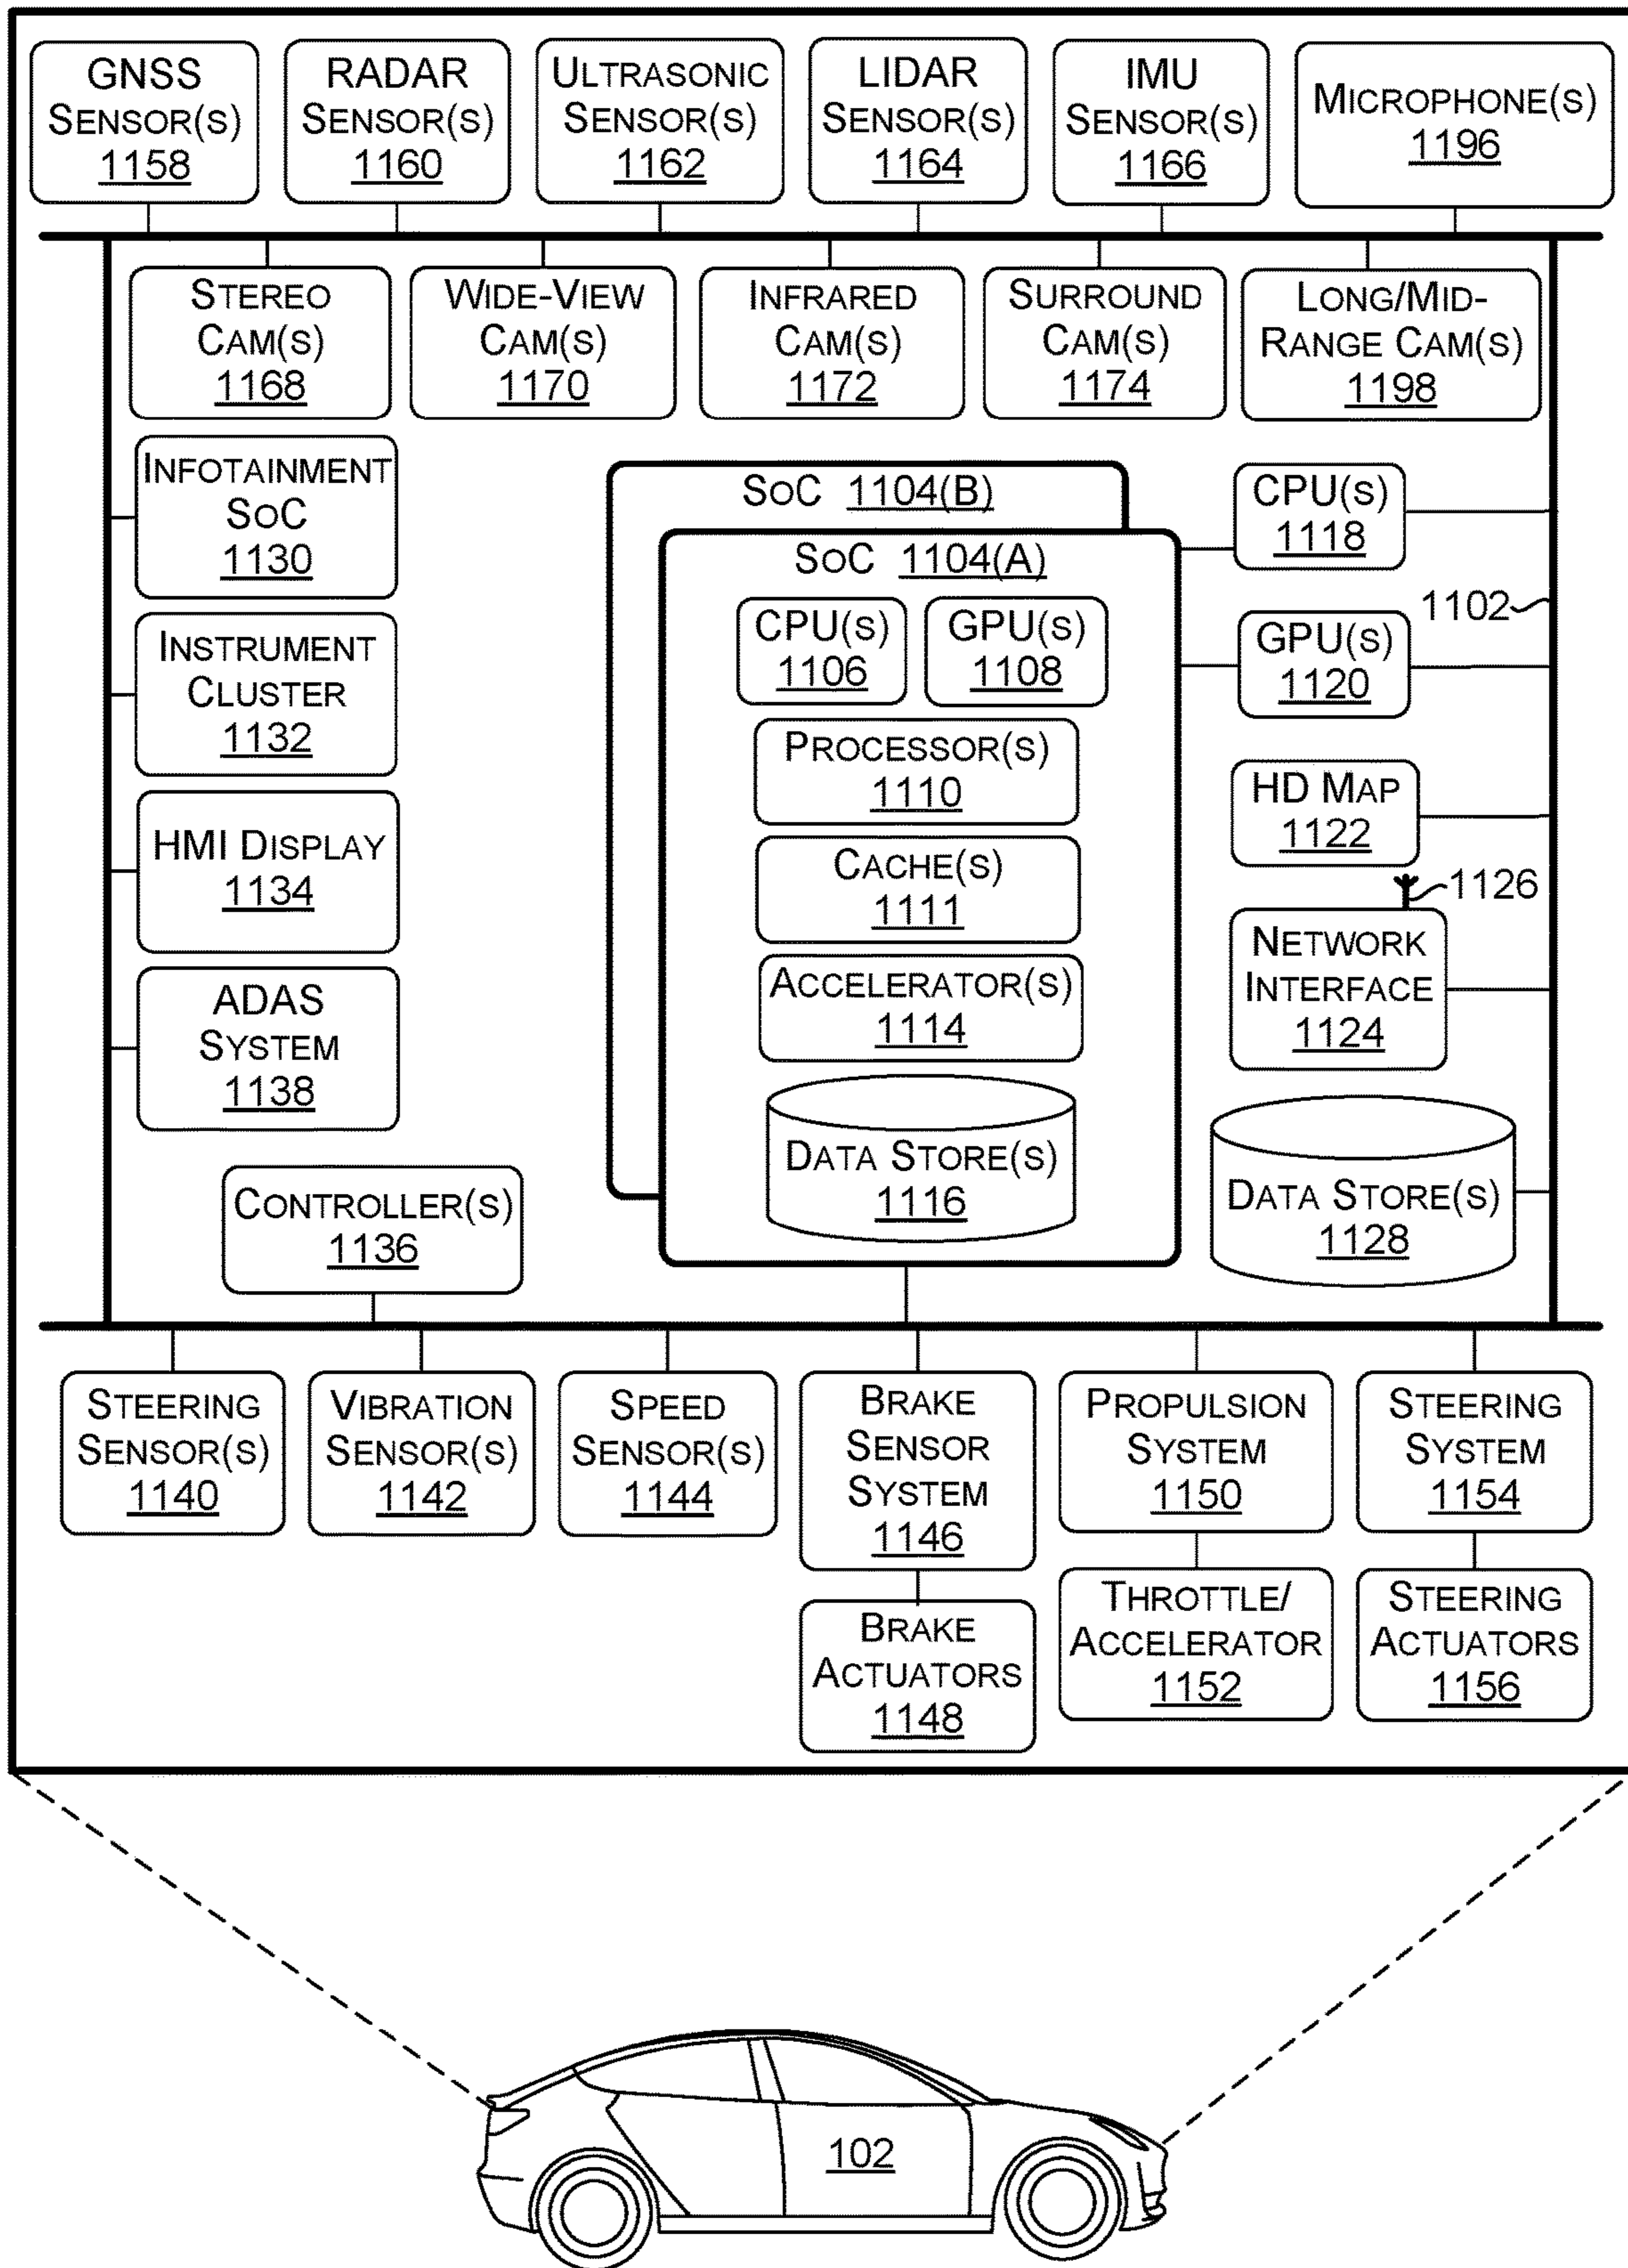 GNSS
SENSOR(S)
1158
RADAR
SENSOR(S)
1160
ULTRASONIC
SENSOR(S)
1162
LIDAR
SENSOR(S)
1164
IMU
SENSOR(S)
1166
MICROPHONE(S)
1196
STEREO
CAM(S)
1168
WIDE-VIEW
CAM(S)
1170
INFRARED
CAM(S)
1172
SURROUND
CAM(S)
1174
LONG/MID-
RANGE CAM(S)
1198
INFOTAINMENT
SOC
1130
INSTRUMENT
CLUSTER
1132
HMI DISPLAY
1134
ADAS
SYSTEM
1138
CONTROLLER(S)
1136
SOC 1104(B)
SOC 1104(A)
CPU(S)
1106
GPU(S)
1108
PROCESSOR(S)
1110
CACHE(S)
1111
ACCELERATOR(S)
1114
DATA STORE(S)
1116
CPU(S)
1118
1102
GPU(S)
1120
HD MAP
1122
1126
NETWORK
INTERFACE
1124
DATA STORE(S)
1128
STEERING
SENSOR(S)
1140
VIBRATION
SENSOR(S)
1142
SPEED
SENSOR(S)
1144
BRAKE
SENSOR
SYSTEM
1146
BRAKE
ACTUATORS
1148
PROPULSION
SYSTEM
1150
THROTTLE/
ACCELERATOR
1152
STEERING
SYSTEM
1154
STEERING
ACTUATORS
1156
102